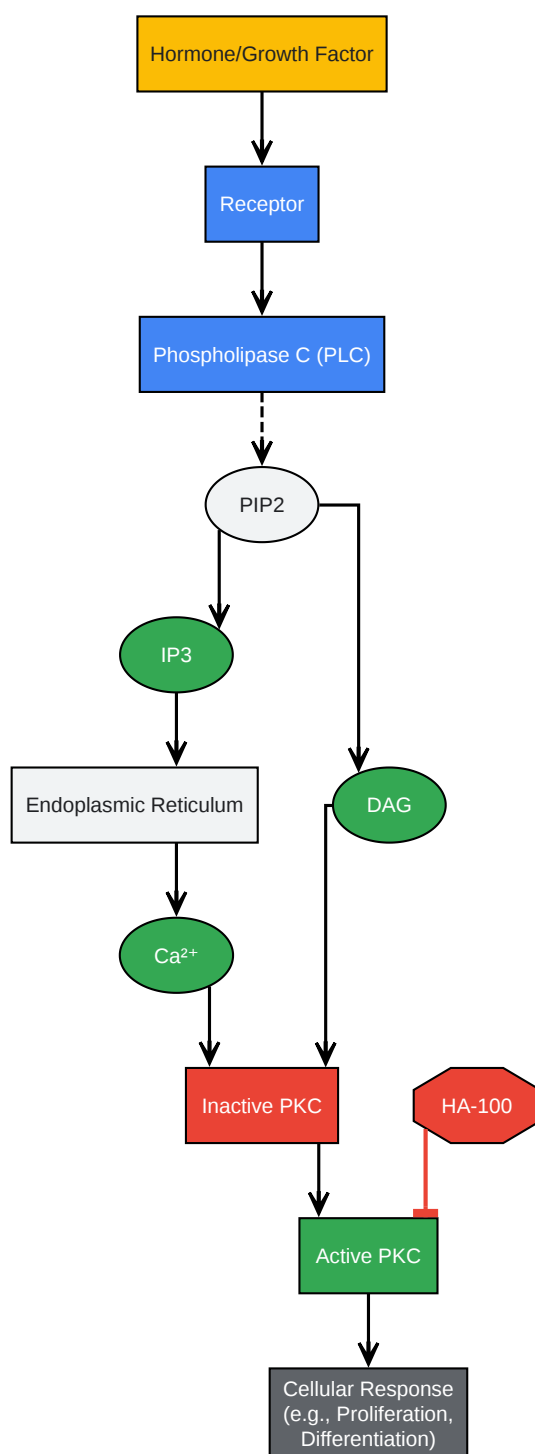 Hormone/Growth Factor
Receptor
Phospholipase C (PLC)
PIP2
IP3
Endoplasmic Reticulum
DAG
Ca²⁺
Inactive PKC
HA-100
Active PKC
Cellular Response
(e.g., Proliferation,
Differentiation)